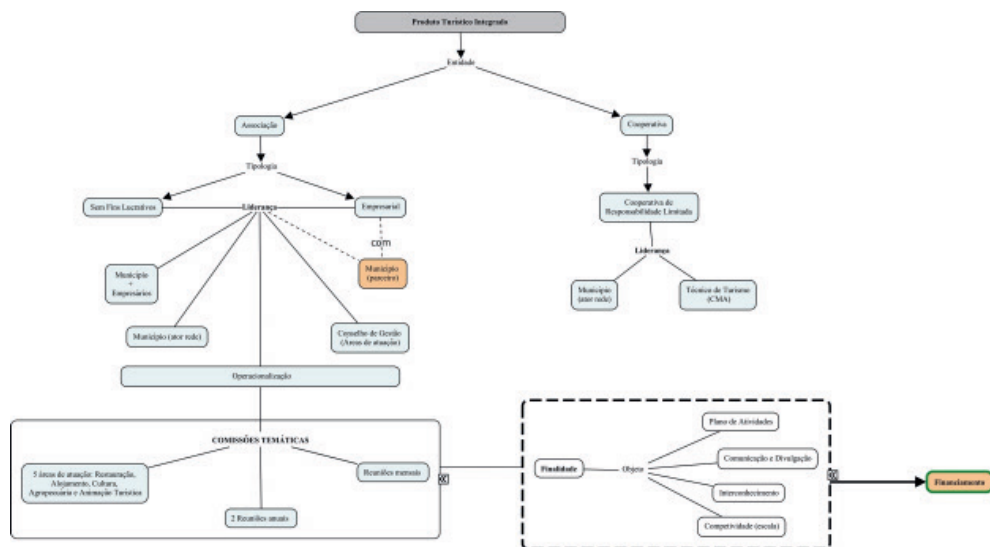 Produto Turístico Integrado
Entidade
Associação
Cooperativa
Tipologia
Tipologia
Sem Fins Lucrativos
Liderança
Empresarial
Cooperativa de
Responsabilidade Limitada
com
Liderança
Município
+
Empresários
Município
(parceiro)
Município
(ator rede)
Técnico de Turismo
(CMA)
Município (ator rede)
Conselho de Gestão
(Áreas de atuação)
Operacionalização
COMISSÕES TEMÁTICAS
5 áreas de atuação: Restauração,
Alojamento, Cultura,
Agropecuária e Animação Turística
Reuniões mensais
2 Reuniões anuais
Finalidade
Objeto
Plano de Atividades
Comunicação e Divulgação
Interconhecimento
Competividade (escala)
Financiamento